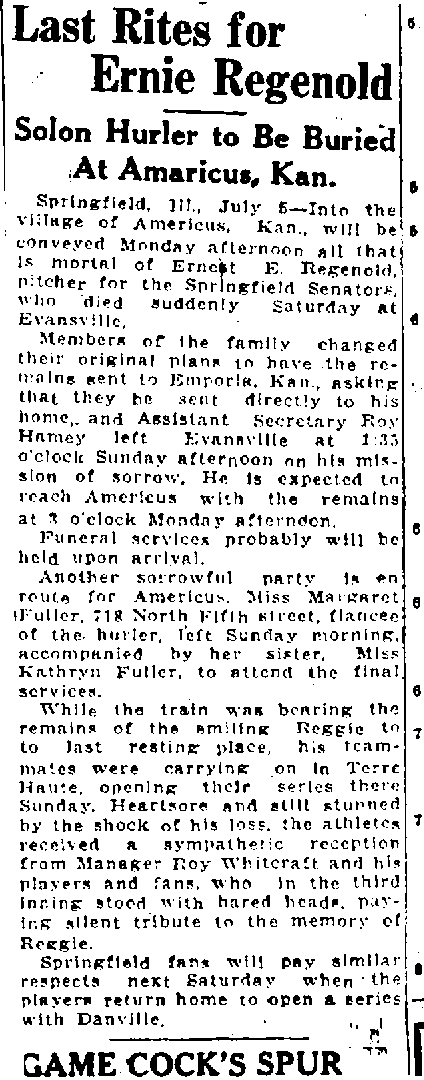 Last Rites for
Ernie Regenold
Solon Hurler to Be Buried
At Amaricus, Kan.
Springfield, Ill., July 5—Into the
village of Americus, Kan., will be
conveyed Monday afternoon all that
is mortal of Ernest E. Regenold,
pitcher for the Springfield Senators,
who died suddenly Saturday at
Evansville.
Members of the family changed
their original plans to have the re-
mains sent to Emporia, Kan., asking
that they be sent directly to his
home, and Assistant Secretary Roy
Hamey left Evansville at 1:35
o'clock Sunday afternoon on his mis-
sion of sorrow. He is expected to
reach Americus with the remains
at 3 o'clock Monday afternoon.
Funeral services probably will be
held upon arrival.
Another sorrowful party is en
route for Americus. Miss Margaret
Fuller, 718 North Fifth street, fiancee
of the hurler, left Sunday morning,
accompanied by her sister, Miss
Kathryn Fuller, to attend the final
services.
While the train was bearing the
remains of the smiling Reggie to
to last resting place, his team-
mates were carrying on in Terre
Haute, opening their series there
Sunday. Heartsore and still stunned
by the shock of his loss, the athletes
received a sympathetic reception
from Manager Roy Whitcraft and his
players and fans, who in the third
inning stood with bared heads, pay-
ing silent tribute to the memory of
Reggie.
Springfield fans will pay similar
respects next Saturday when the
players return home to open a series
with Danville.
GAME COCK'S SPUR